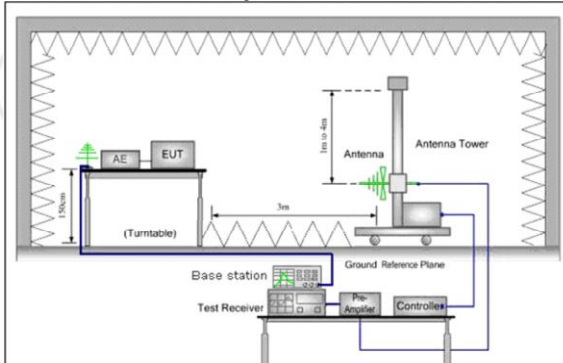 AE
EUT
150cm
(Turntable)
1m to 4m
Antenna
Antenna Tower
3m
Ground Reference Plane
Base station
Test Receiver
Pre-
Amplifier
Controller